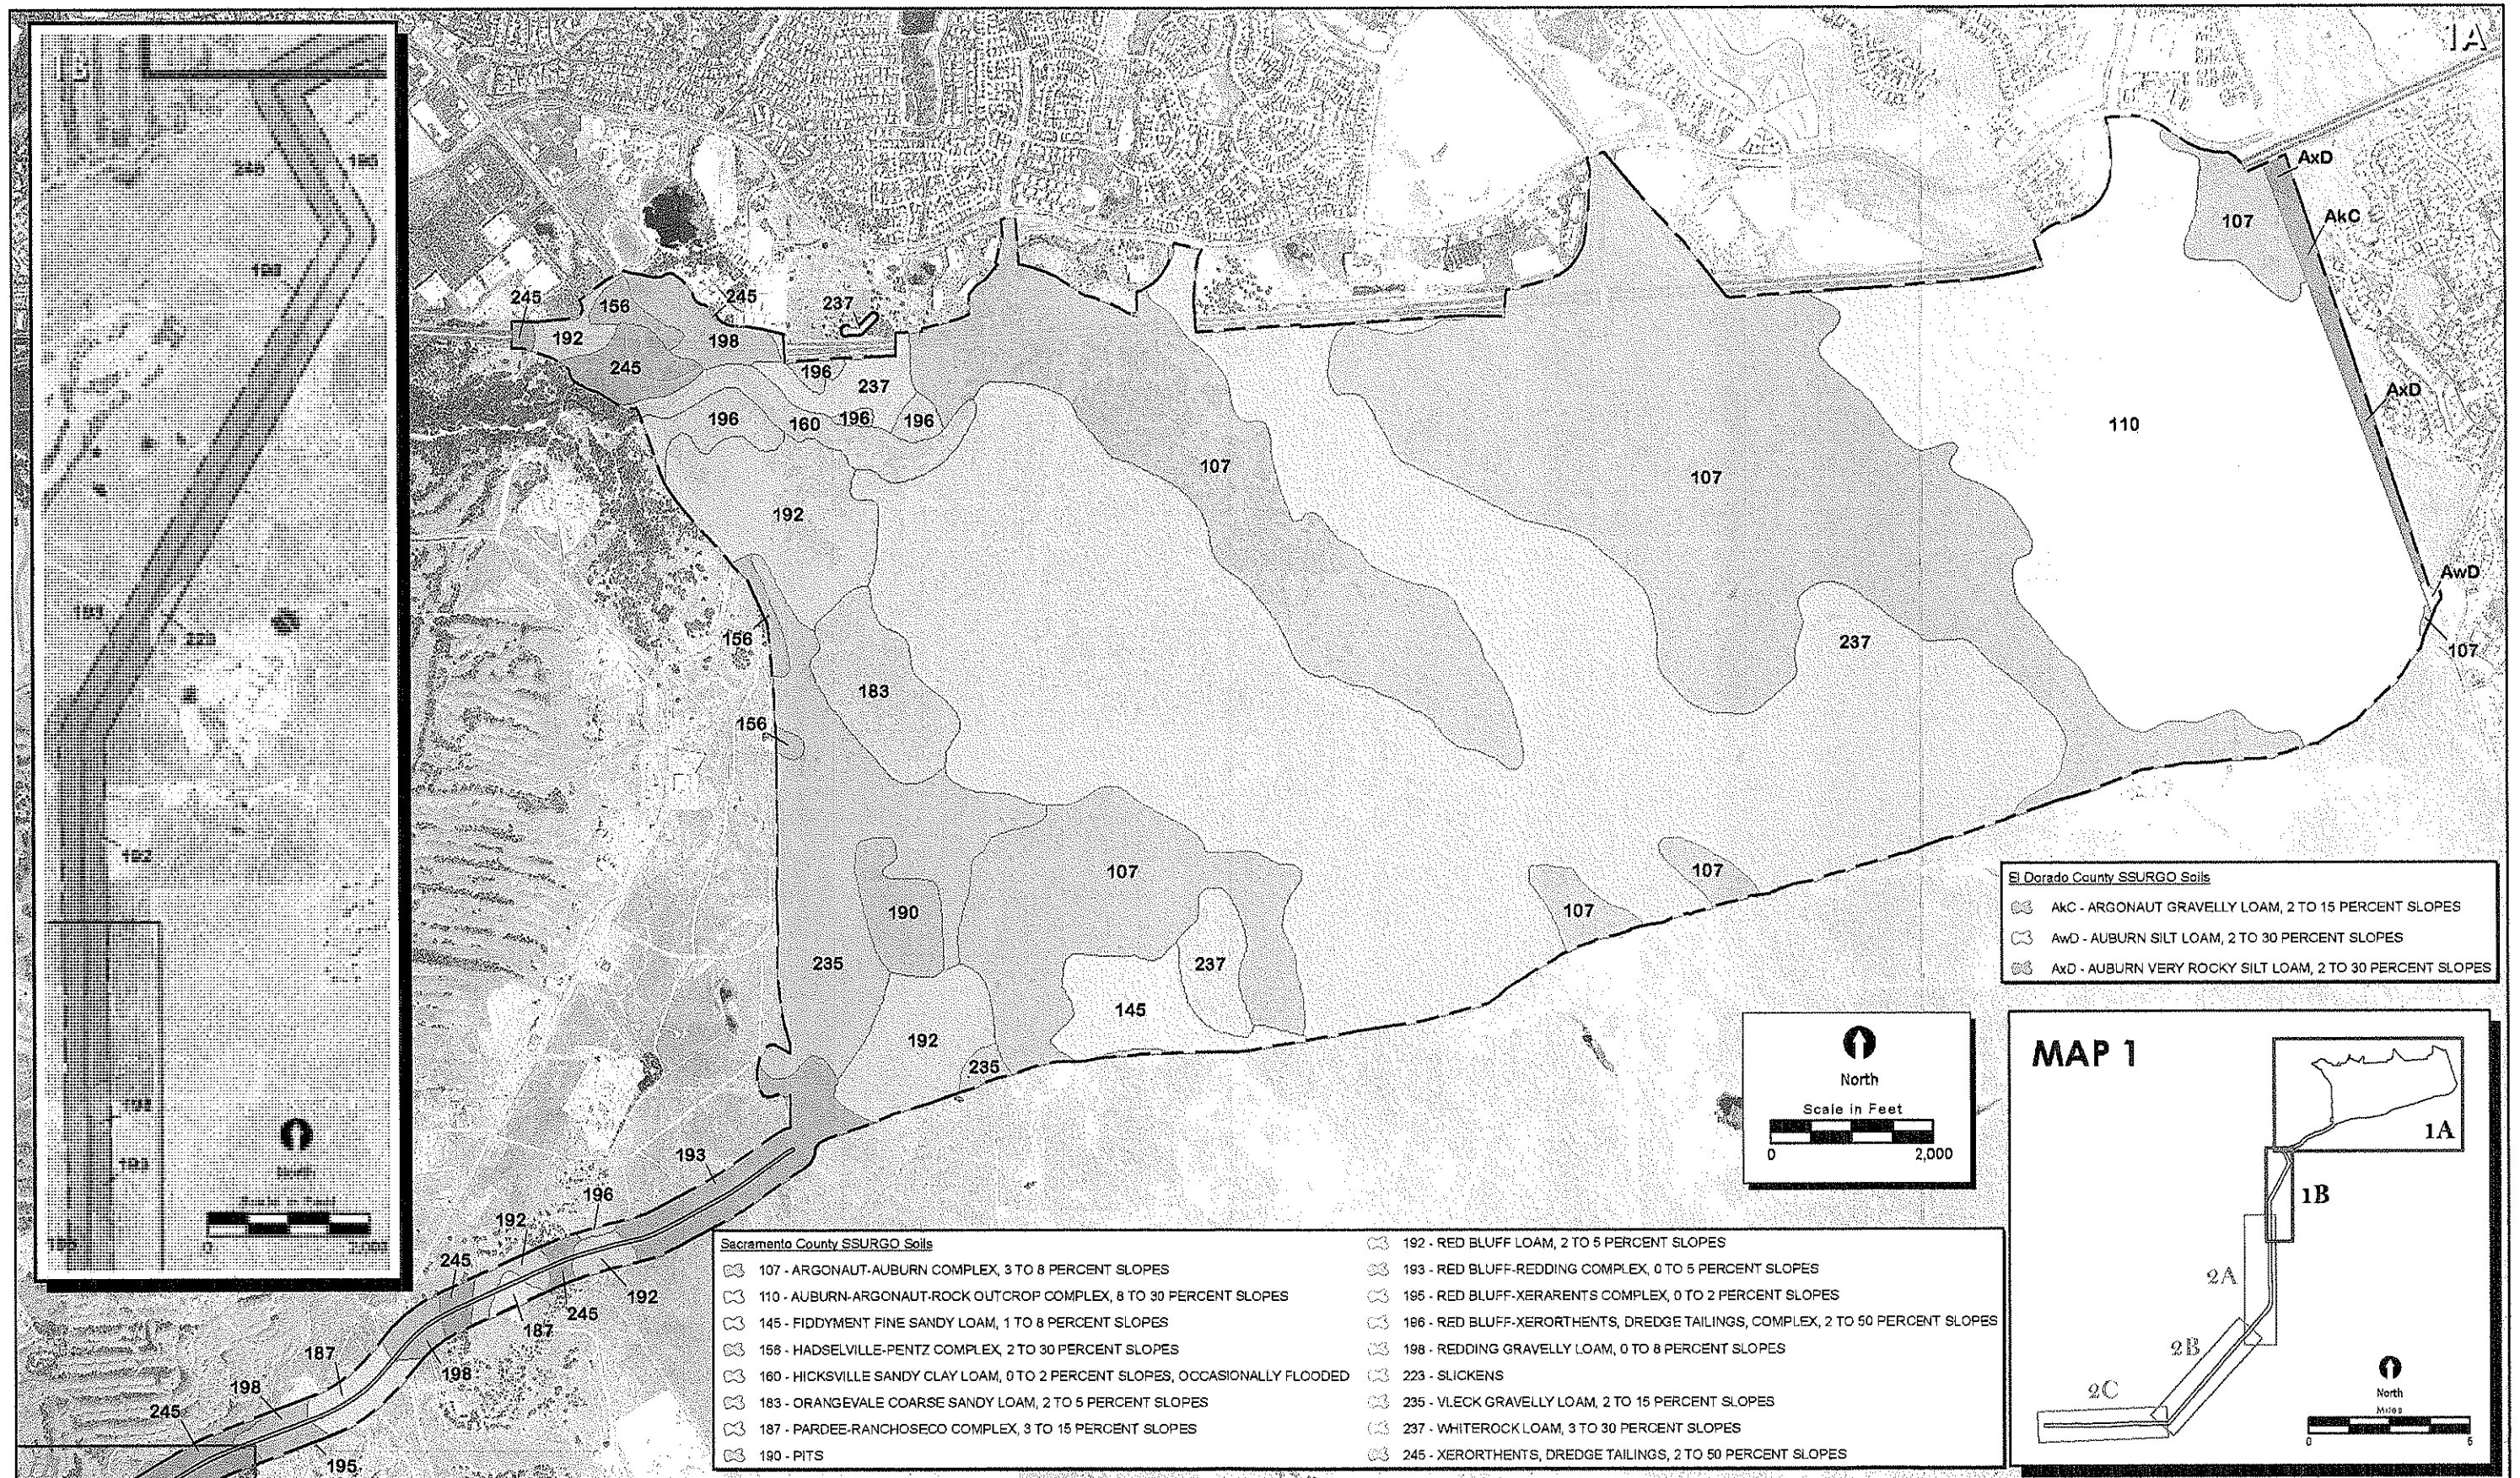 1B
1A
245
156
245
237
192
198
245
196
237
196
160
196
196
107
107
107
110
AxD
AkC
AxD
AwD
107
192
156
183
156
237
107
190
107
107
235
237
145
192
235
193
196
192
245
192
245
187
187
198
198
245
195
193
223
192
192
193
North
Scale in Feet
0
2,000
El Dorado County SSURGO Soils
AkC - ARGONAUT GRAVELLY LOAM, 2 TO 15 PERCENT SLOPES
AwD - AUBURN SILT LOAM, 2 TO 30 PERCENT SLOPES
AxD - AUBURN VERY ROCKY SILT LOAM, 2 TO 30 PERCENT SLOPES
North
Scale in Feet
0
2,000
MAP 1
1A
1B
2A
2B
2C
North
Miles
0
5
Sacramento County SSURGO Soils
107 - ARGONAUT-AUBURN COMPLEX, 3 TO 8 PERCENT SLOPES
110 - AUBURN-ARGONAUT-ROCK OUTCROP COMPLEX, 8 TO 30 PERCENT SLOPES
145 - FIDDYMENT FINE SANDY LOAM, 1 TO 8 PERCENT SLOPES
156 - HADSELVILLE-PENTZ COMPLEX, 2 TO 30 PERCENT SLOPES
160 - HICKSVILLE SANDY CLAY LOAM, 0 TO 2 PERCENT SLOPES, OCCASIONALLY FLOODED
183 - ORANGEVALE COARSE SANDY LOAM, 2 TO 5 PERCENT SLOPES
187 - PARDEE-RANCHOSECO COMPLEX, 3 TO 15 PERCENT SLOPES
190 - PITS
192 - RED BLUFF LOAM, 2 TO 5 PERCENT SLOPES
193 - RED BLUFF-REDDING COMPLEX, 0 TO 5 PERCENT SLOPES
195 - RED BLUFF-XERARENTS COMPLEX, 0 TO 2 PERCENT SLOPES
196 - RED BLUFF-XERORTHENTS, DREDGE TAILINGS, COMPLEX, 2 TO 50 PERCENT SLOPES
198 - REDDING GRAVELLY LOAM, 0 TO 8 PERCENT SLOPES
223 - SLICKENS
235 - VLECK GRAVELLY LOAM, 2 TO 15 PERCENT SLOPES
237 - WHITEROCK LOAM, 3 TO 30 PERCENT SLOPES
245 - XERORTHENTS, DREDGE TAILINGS, 2 TO 50 PERCENT SLOPES